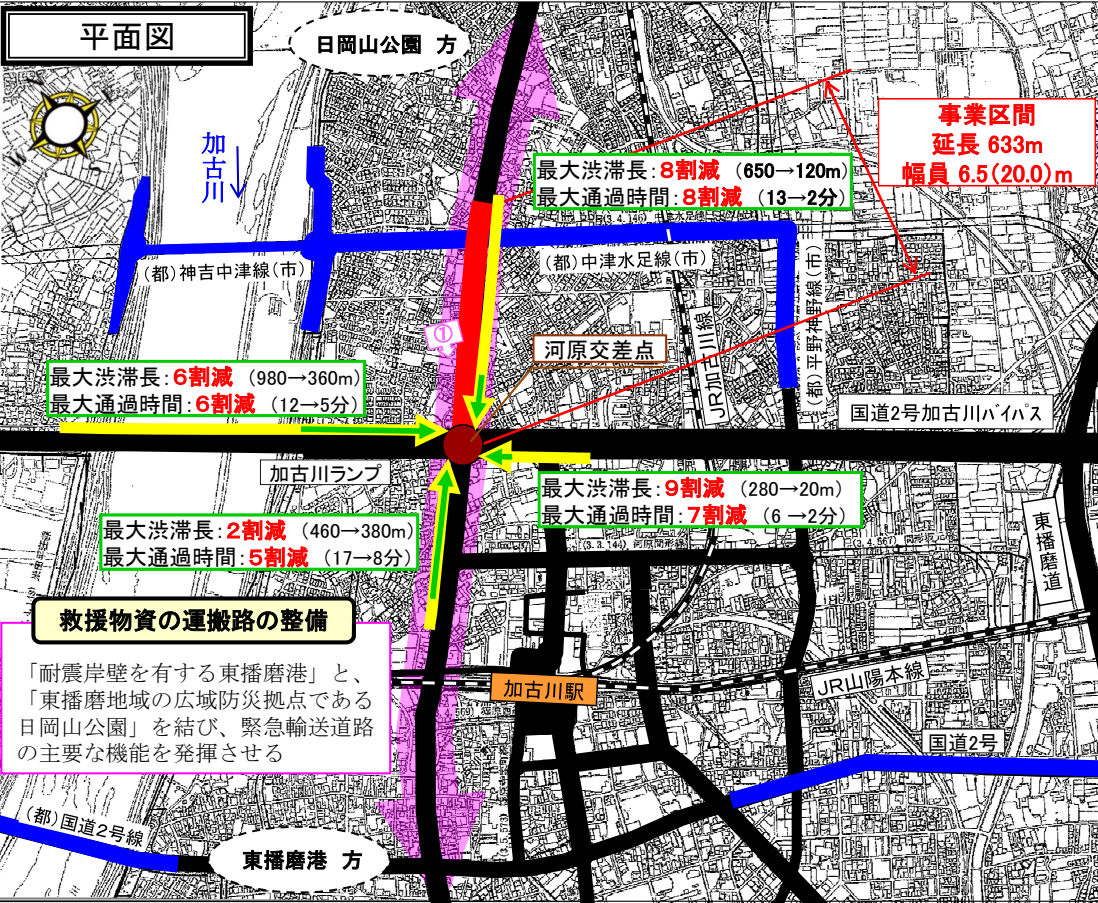 平面図
日岡山公園 方
加古川
事業区間
延長 633m
幅員 6.5(20.0)m
最大渋滞長:8割減 (650→120m)
最大通過時間:8割減 (13→2分)
(都)神吉中津線(市)
(都)中津水足線(市)
(都)平野神野線(市)
①
河原交差点
JR加古川線
最大渋滞長:6割減 (980→360m)
最大通過時間:6割減 (12→5分)
国道2号加古川バイパス
加古川ランプ
最大渋滞長:9割減 (280→20m)
最大通過時間:7割減 (6→2分)
最大渋滞長:2割減 (460→380m)
最大通過時間:5割減 (17→8分)
東播磨道
救援物資の運搬路の整備
「耐震岸壁を有する東播磨港」と、
「東播磨地域の広域防災拠点である
日岡山公園」を結び、緊急輸送道路
の主要な機能を発揮させる
加古川駅
JR山陽本線
国道2号
(都)国道2号線
東播磨港 方